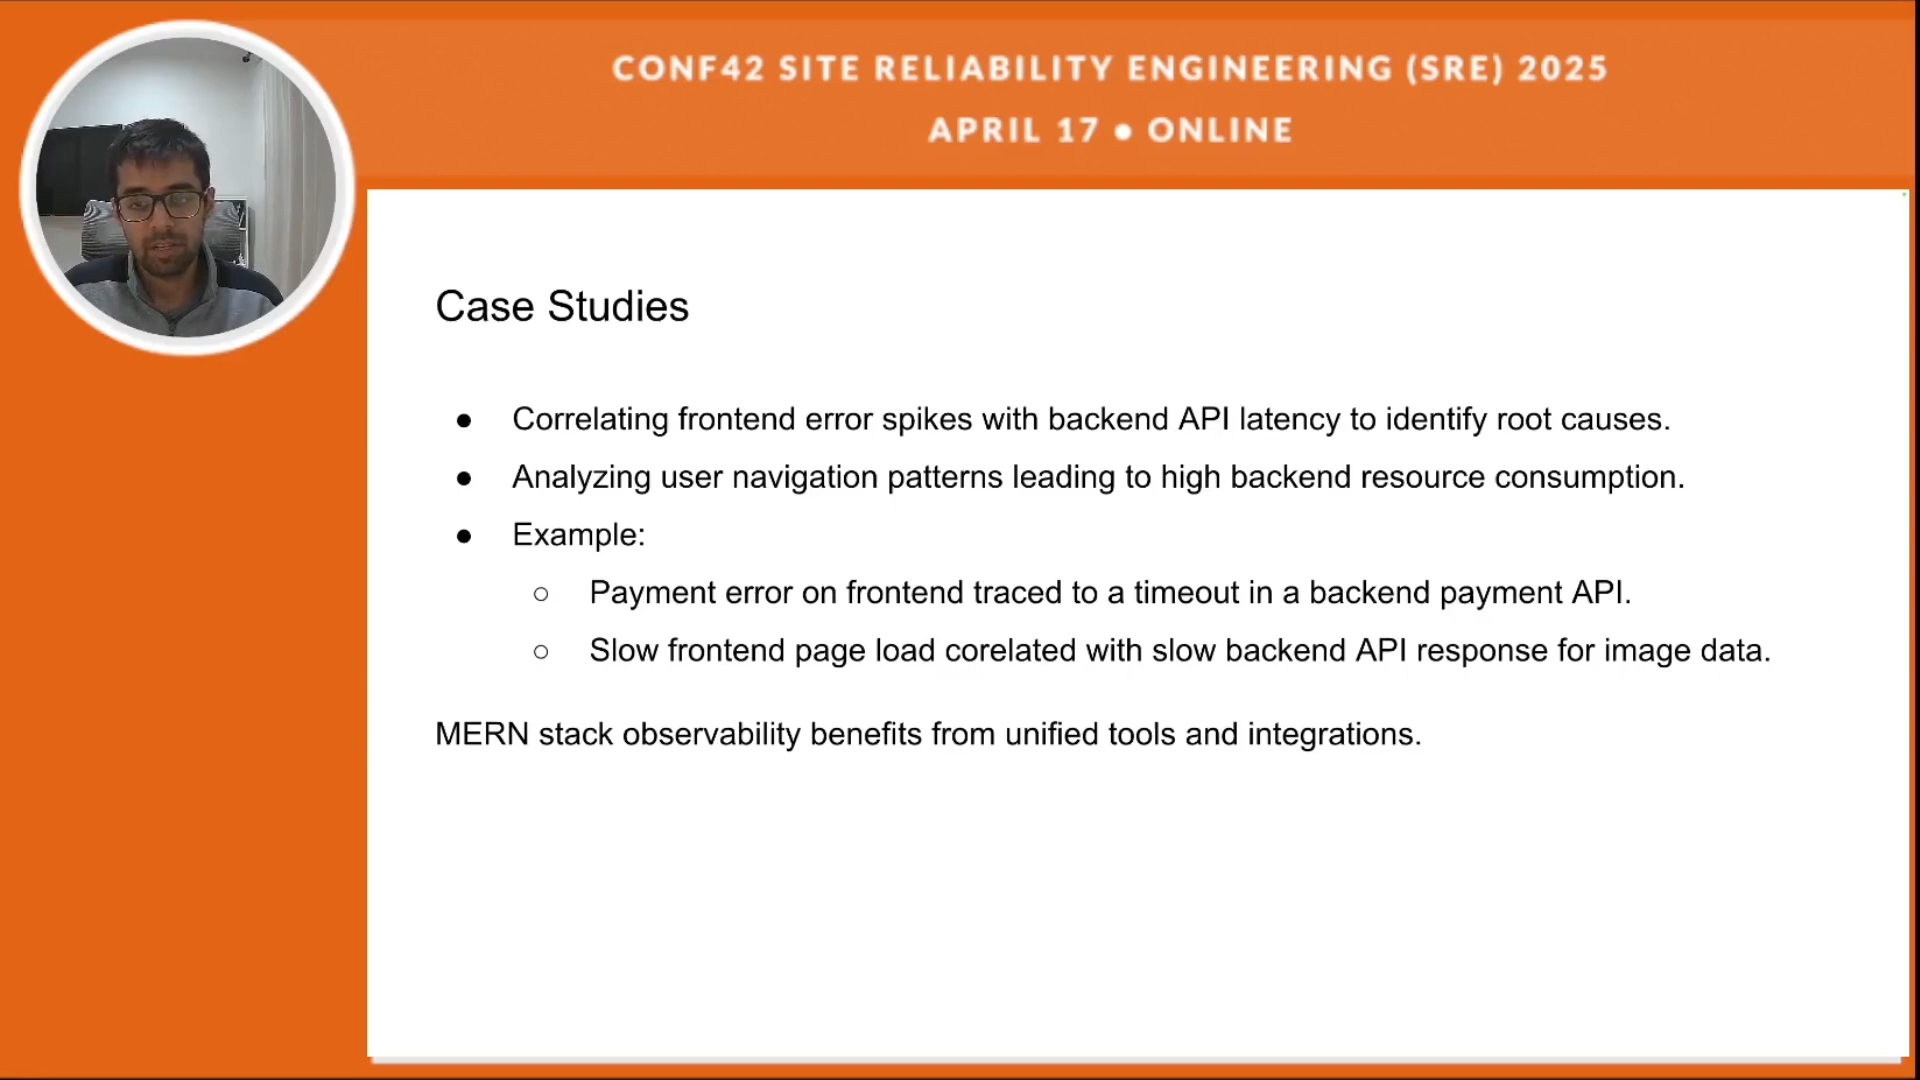 CONF42 SITE RELIABILITY ENGINEERING (SRE) 2025
APRIL 17 ● ONLINE
Case Studies
● Correlating frontend error spikes with backend API latency to identify root causes.
● Analyzing user navigation patterns leading to high backend resource consumption.
● Example:
○ Payment error on frontend traced to a timeout in a backend payment API.
○ Slow frontend page load corelated with slow backend API response for image data.
MERN stack observability benefits from unified tools and integrations.